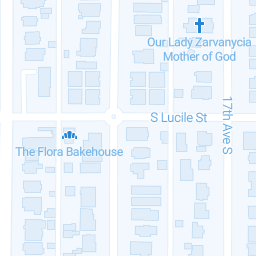 Our Lady Zarvanycia
Mother of God
S Lucile St
17th Ave S
The Flora Bakehouse